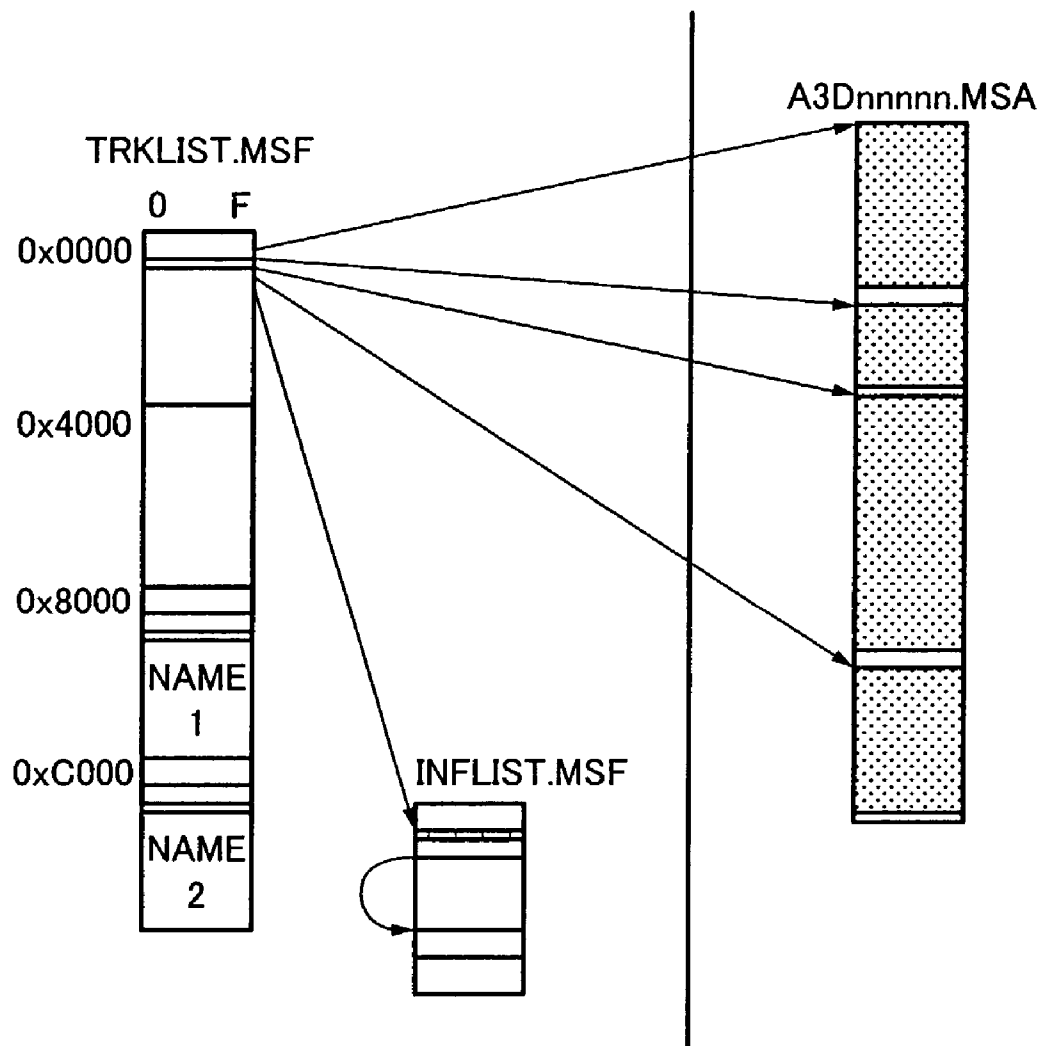 A3Dnnnnn.MSA
TRKLIST.MSF
0 F
0x0000
0x4000
0x8000
NAME
1
0xC000
INFLIST.MSF
NAME
2